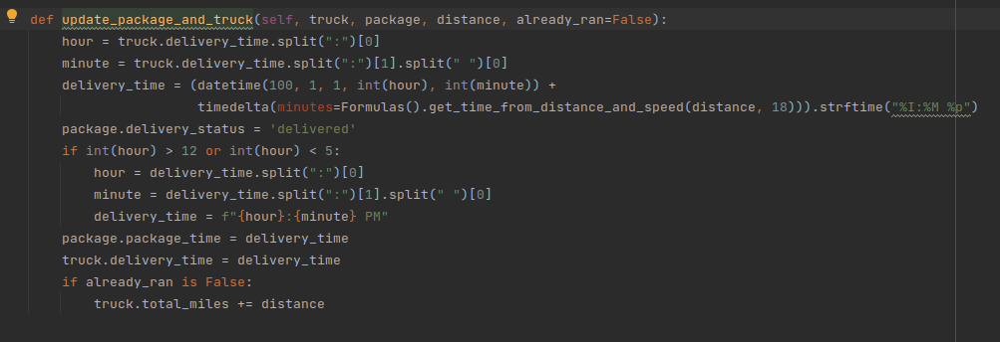 def update_package_and_truck(self, truck, package, distance, already_ran=False):
    hour = truck.delivery_time.split(":")[0]
    minute = truck.delivery_time.split(":")[1].split(" ")[0]
    delivery_time = (datetime(100, 1, 1, int(hour), int(minute)) +
                     timedelta(minutes=Formulas().get_time_from_distance_and_speed(distance, 18))).strftime("%I:%M %p")
    package.delivery_status = 'delivered'
    if int(hour) > 12 or int(hour) < 5:
        hour = delivery_time.split(":")[0]
        minute = delivery_time.split(":")[1].split(" ")[0]
        delivery_time = f"{hour}:{minute} PM"
    package.package_time = delivery_time
    truck.delivery_time = delivery_time
    if already_ran is False:
        truck.total_miles += distance